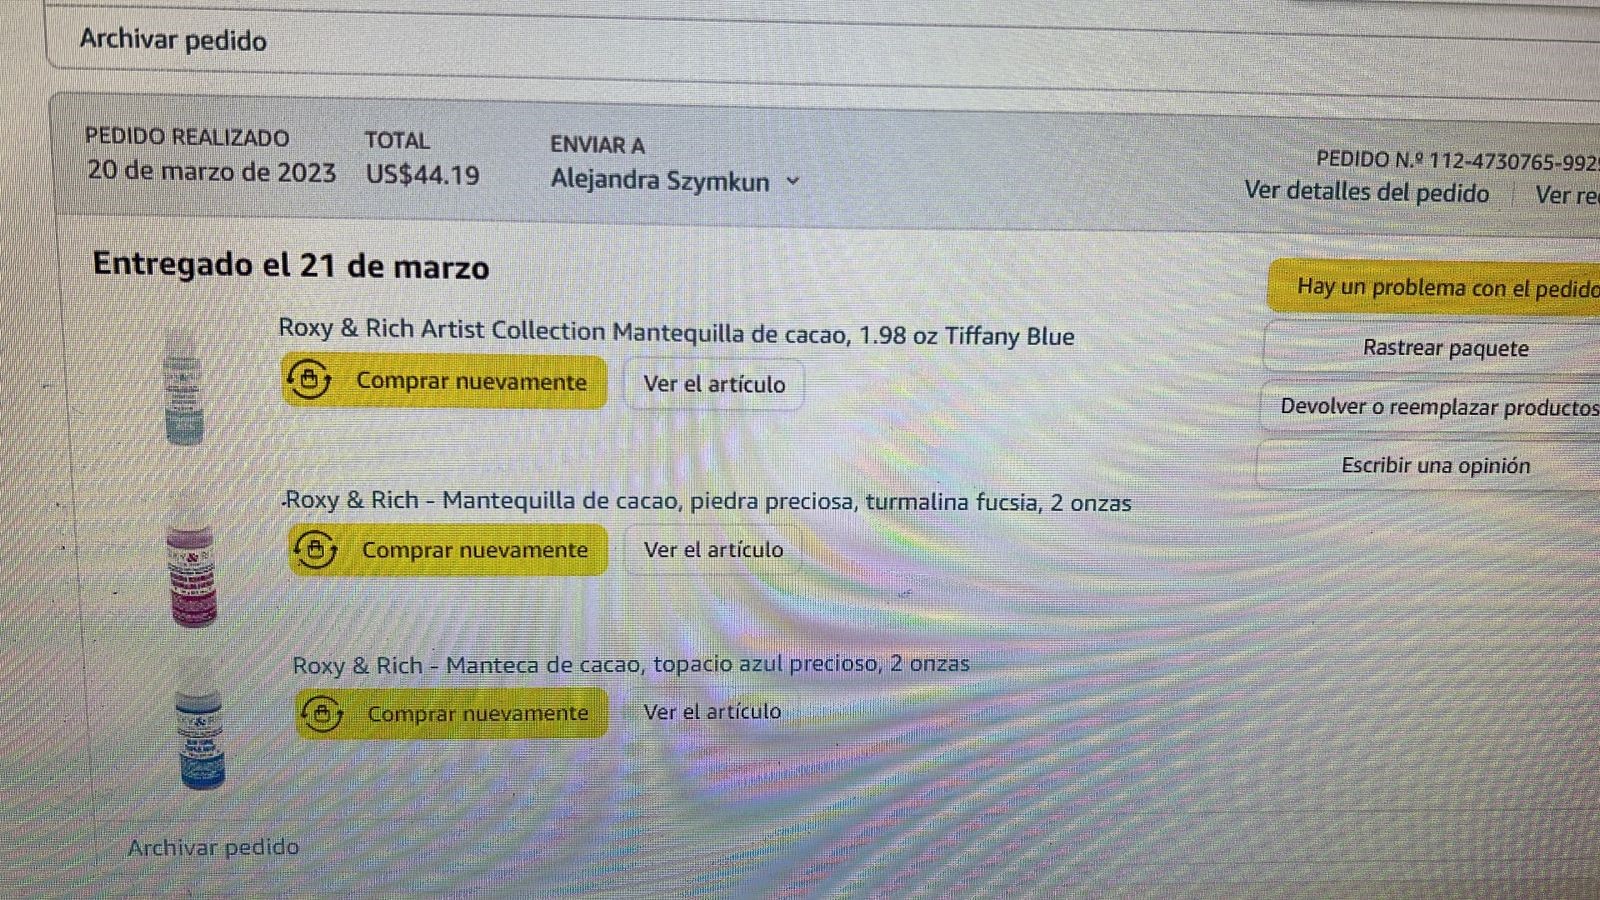 Archivar pedido
PEDIDO REALIZADO
20 de marzo de 2023
TOTAL
US$44.19
ENVIAR A
Alejandra Szymkun
PEDIDO N.º 112-4730765-992
Ver detalles del pedido
Ver re
Entregado el 21 de marzo
Hay un problema con el pedido
Rastrear paquete
Devolver o reemplazar productos
Escribir una opinión
Roxy & Rich Artist Collection Mantequilla de cacao, 1.98 oz Tiffany Blue
Comprar nuevamente
Ver el artículo
Roxy & Rich - Mantequilla de cacao, piedra preciosa, turmalina fucsia, 2 onzas
Comprar nuevamente
Ver el artículo
Roxy & Rich - Manteca de cacao, topacio azul precioso, 2 onzas
Comprar nuevamente
Ver el artículo
Archivar pedido